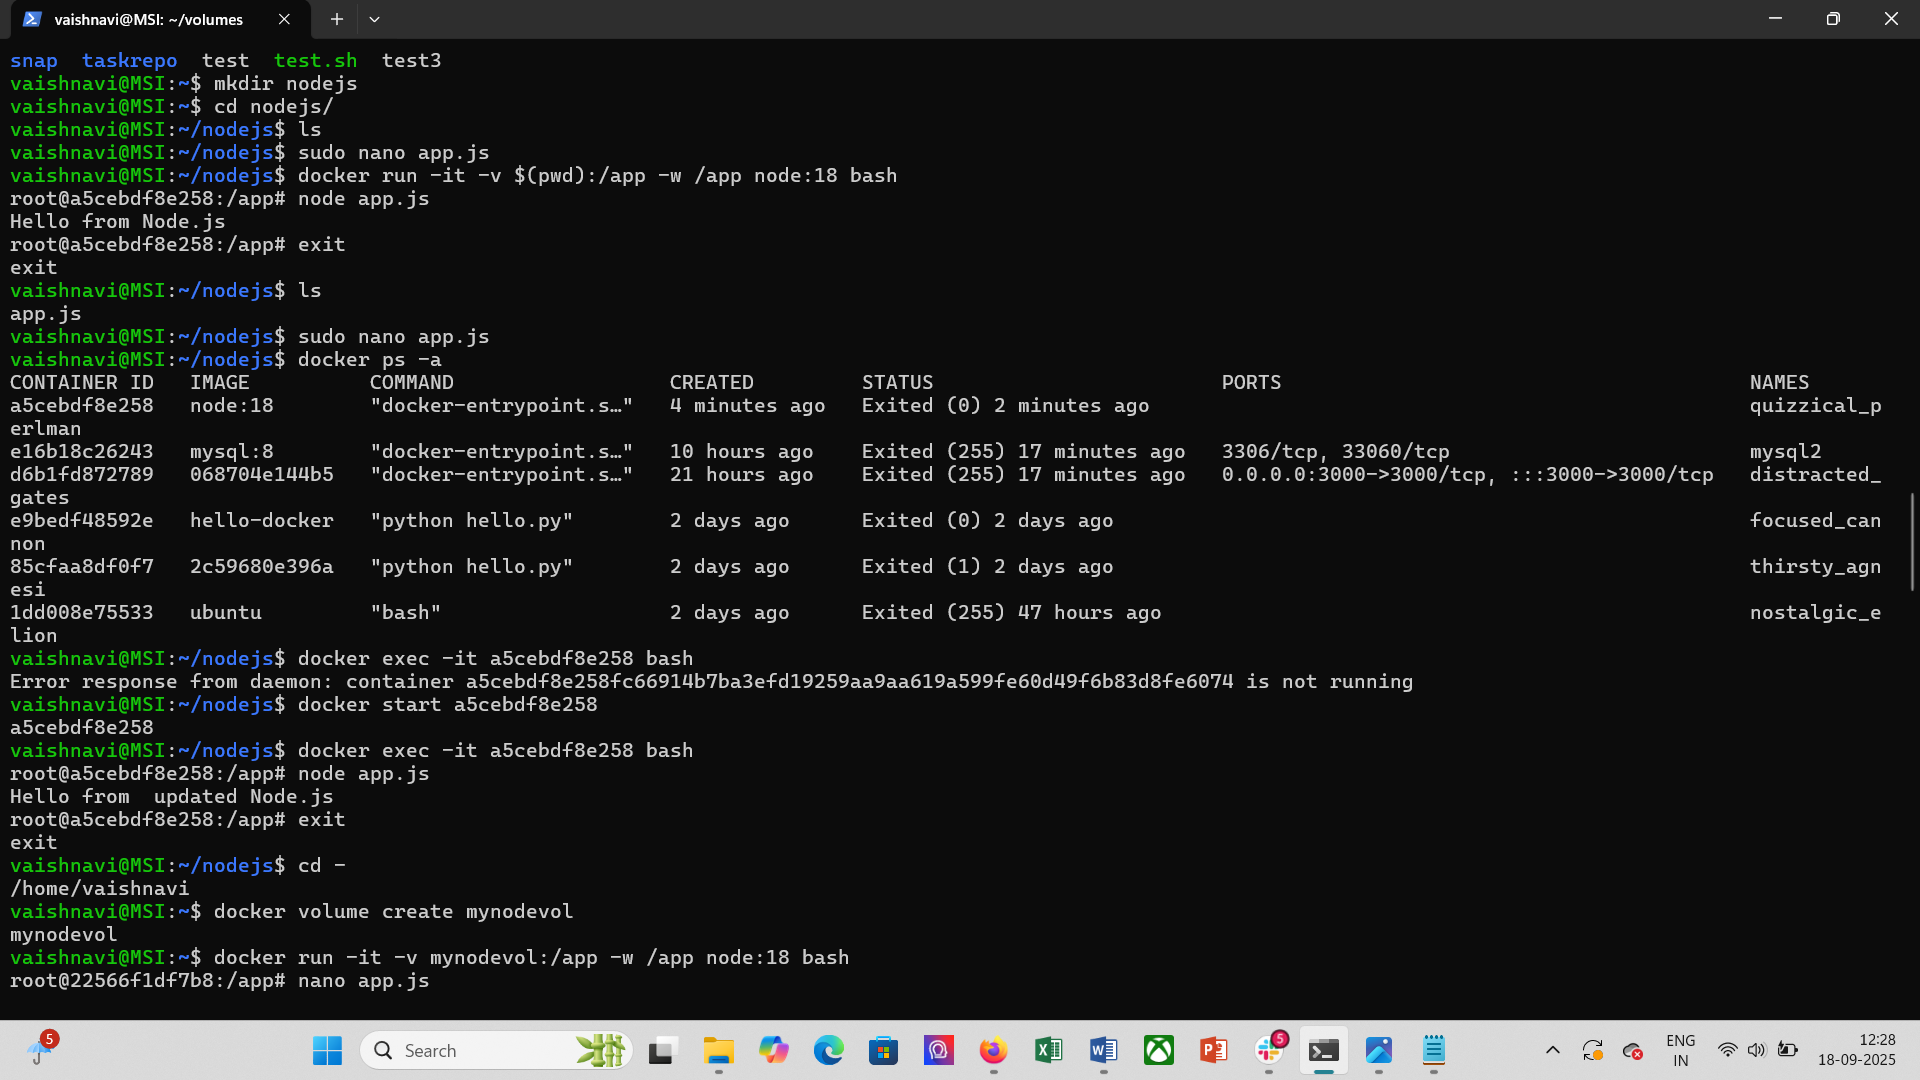 vaishnavi@MSI: ~/volumes
snap  taskrepo  test  test.sh  test3
vaishnavi@MSI:~$ mkdir nodejs
vaishnavi@MSI:~$ cd nodejs/
vaishnavi@MSI:~/nodejs$ ls
vaishnavi@MSI:~/nodejs$ sudo nano app.js
vaishnavi@MSI:~/nodejs$ docker run -it -v $(pwd):/app -w /app node:18 bash
root@a5cebdf8e258:/app# node app.js
Hello from Node.js
root@a5cebdf8e258:/app# exit
exit
vaishnavi@MSI:~/nodejs$ ls
app.js
vaishnavi@MSI:~/nodejs$ sudo nano app.js
vaishnavi@MSI:~/nodejs$ docker ps -a
CONTAINER ID   IMAGE          COMMAND                  CREATED         STATUS                        PORTS                                       NAMES
a5cebdf8e258   node:18        "docker-entrypoint.s…"   4 minutes ago   Exited (0) 2 minutes ago                                                  quizzical_p
erlman
e16b18c26243   mysql:8        "docker-entrypoint.s…"   10 hours ago    Exited (255) 17 minutes ago   3306/tcp, 33060/tcp                         mysql2
d6b1fd872789   068704e144b5   "docker-entrypoint.s…"   21 hours ago    Exited (255) 17 minutes ago   0.0.0.0:3000->3000/tcp, :::3000->3000/tcp   distracted_
gates
e9bedf48592e   hello-docker   "python hello.py"        2 days ago      Exited (0) 2 days ago                                                     focused_can
non
85cfaa8df0f7   2c59680e396a   "python hello.py"        2 days ago      Exited (1) 2 days ago                                                     thirsty_agn
esi
1dd008e75533   ubuntu         "bash"                   2 days ago      Exited (255) 47 hours ago                                                 nostalgic_e
lion
vaishnavi@MSI:~/nodejs$ docker exec -it a5cebdf8e258 bash
Error response from daemon: container a5cebdf8e258fc66914b7ba3efd19259aa9aa619a599fe60d49f6b83d8fe6074 is not running
vaishnavi@MSI:~/nodejs$ docker start a5cebdf8e258
a5cebdf8e258
vaishnavi@MSI:~/nodejs$ docker exec -it a5cebdf8e258 bash
root@a5cebdf8e258:/app# node app.js
Hello from  updated Node.js
root@a5cebdf8e258:/app# exit
exit
vaishnavi@MSI:~/nodejs$ cd -
/home/vaishnavi
vaishnavi@MSI:~$ docker volume create mynodevol
mynodevol
vaishnavi@MSI:~$ docker run -it -v mynodevol:/app -w /app node:18 bash
root@22566f1df7b8:/app# nano app.js
5
Search
5
ENG
IN
12:28
18-09-2025